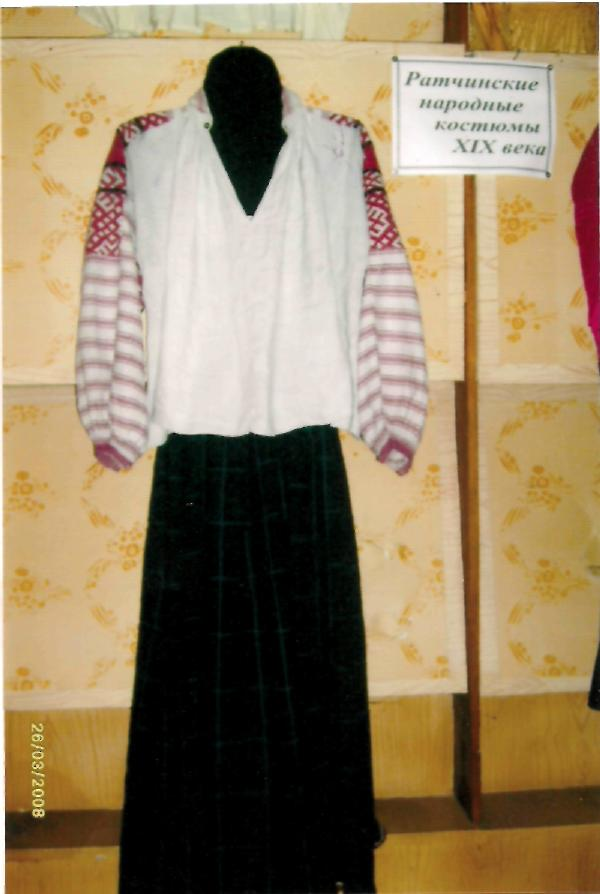 Ратчинские
народные
костюмы
XIX века
26/03/2008